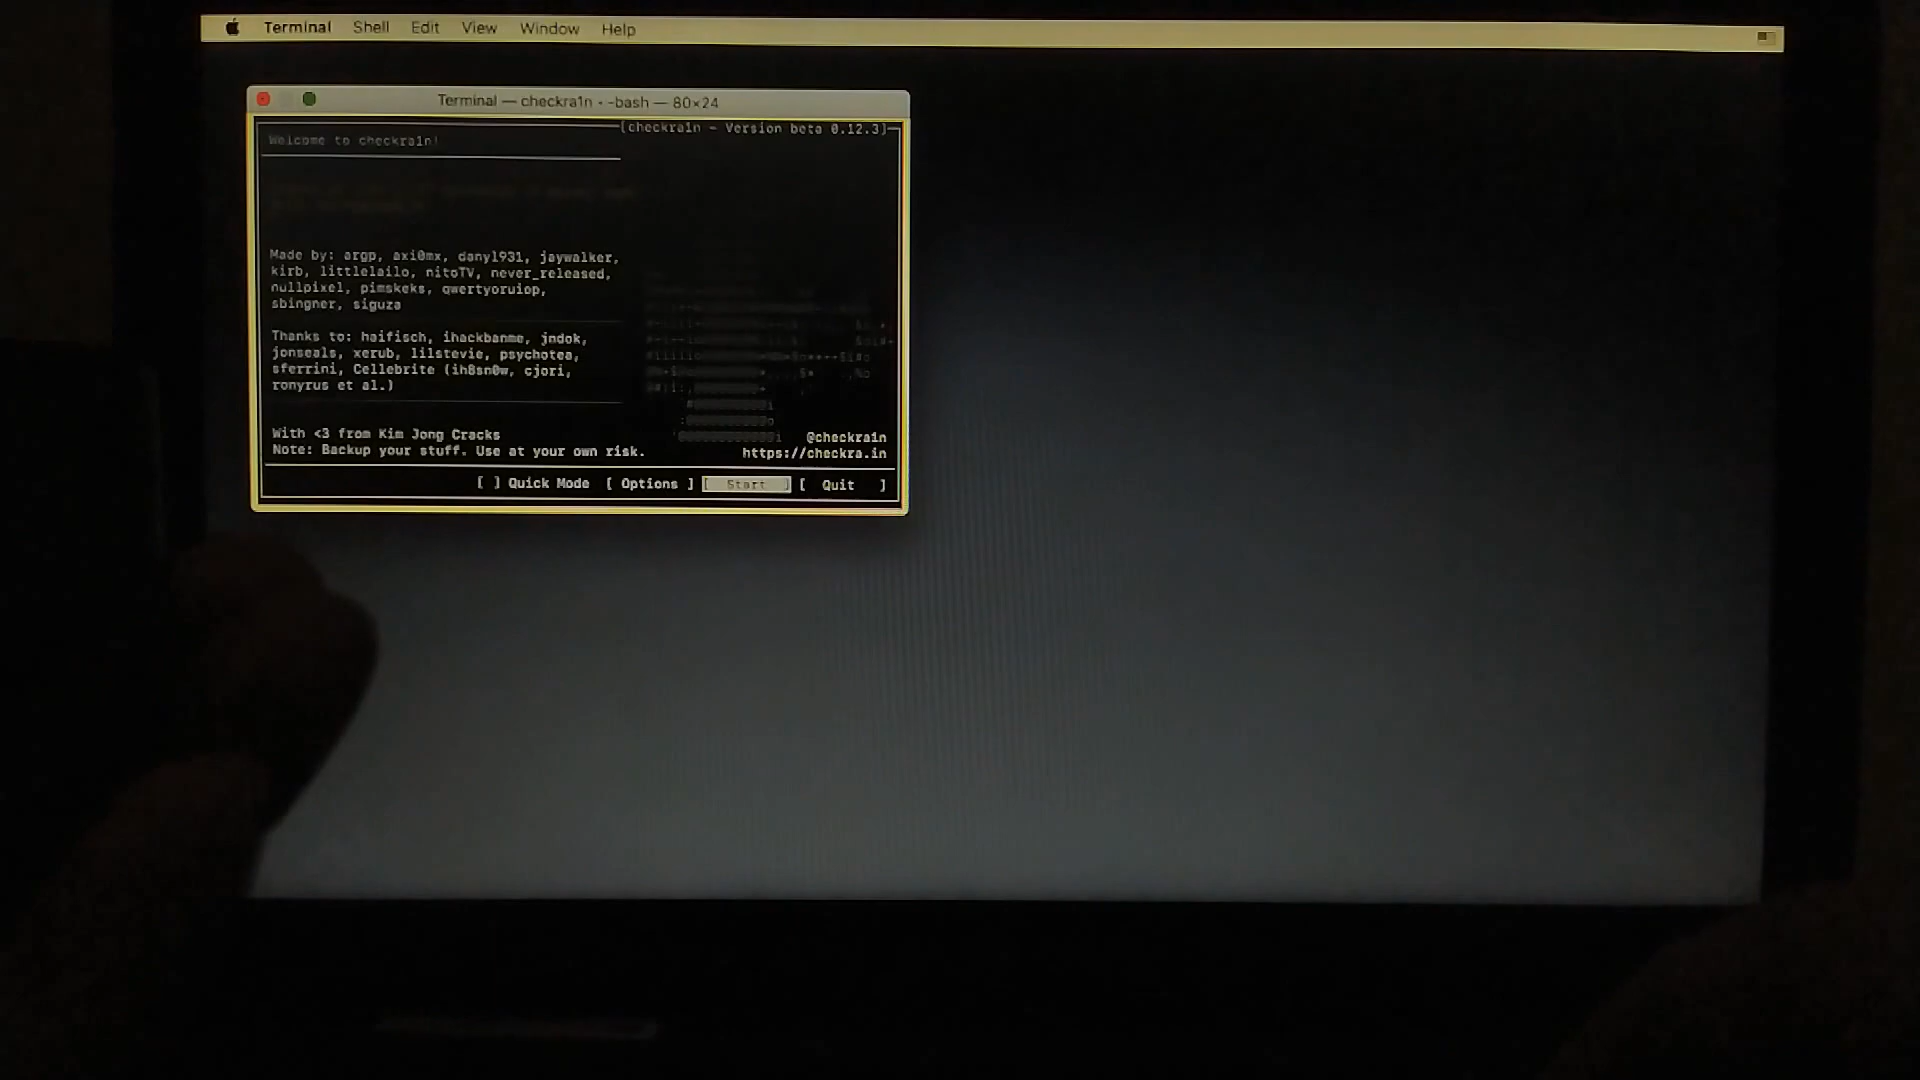 Terminal Shell Edit View Window Help
Terminal — checkra1n - -bash — 80×24
[checkra1n - Version beta 0.12.3]
Welcome to checkra1n!
Made by: argp, axi0mx, danyl931, jaywalker,
kirb, littlelailo, nitoTV, never_released,
nullpixel, pimskeks, qwertyoruiop,
sbingner, siguza
Thanks to: haifisch, ihackbanme, jndok,
jonseals, xerub, lilstevie, psychotea,
sferrini, Cellebrite (ih8sn0w, cjori,
ronyrus et al.)
With <3 from Kim Jong Cracks
Note: Backup your stuff. Use at your own risk.
@checkra1n
https://checkra.in
[ ] Quick Mode [ Options ] [ Start ] [ Quit ]